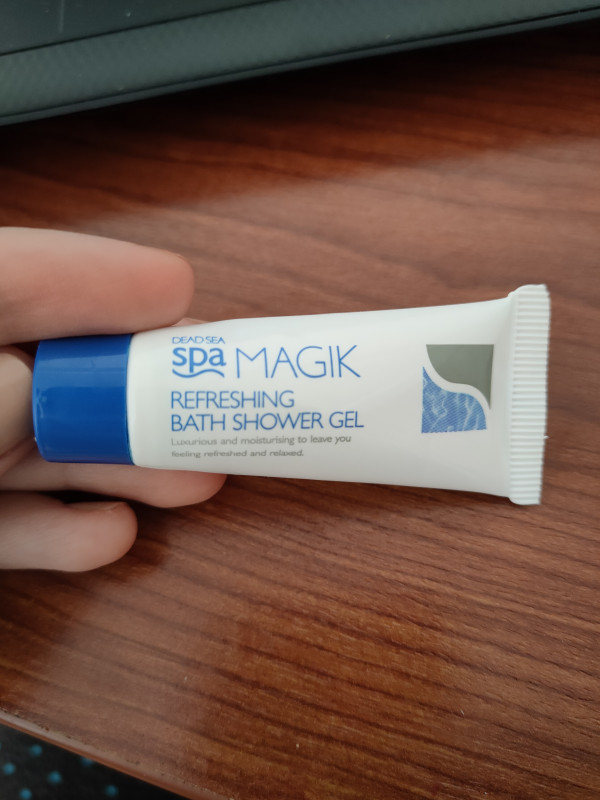 DEAD SEA
spa MAGIK
REFRESHING
BATH SHOWER GEL
Luxurious and moisturising to leave you
feeling refreshed and relaxed.